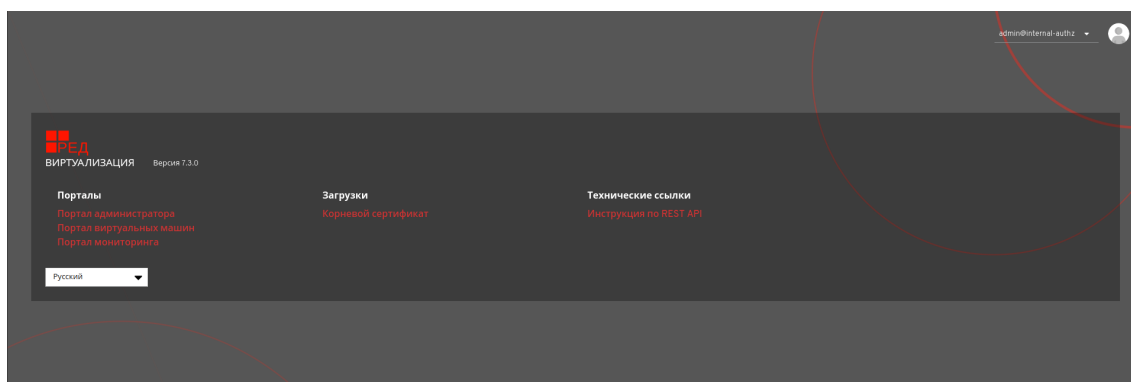 admin@internal-authz
РЕД
ВИРТУАЛИЗАЦИЯ Версия 7.3.0
Порталы
Портал администратора
Портал виртуальных машин
Портал мониторинга
Загрузки
Корневой сертификат
Технические ссылки
Инструкция по REST API
Русский